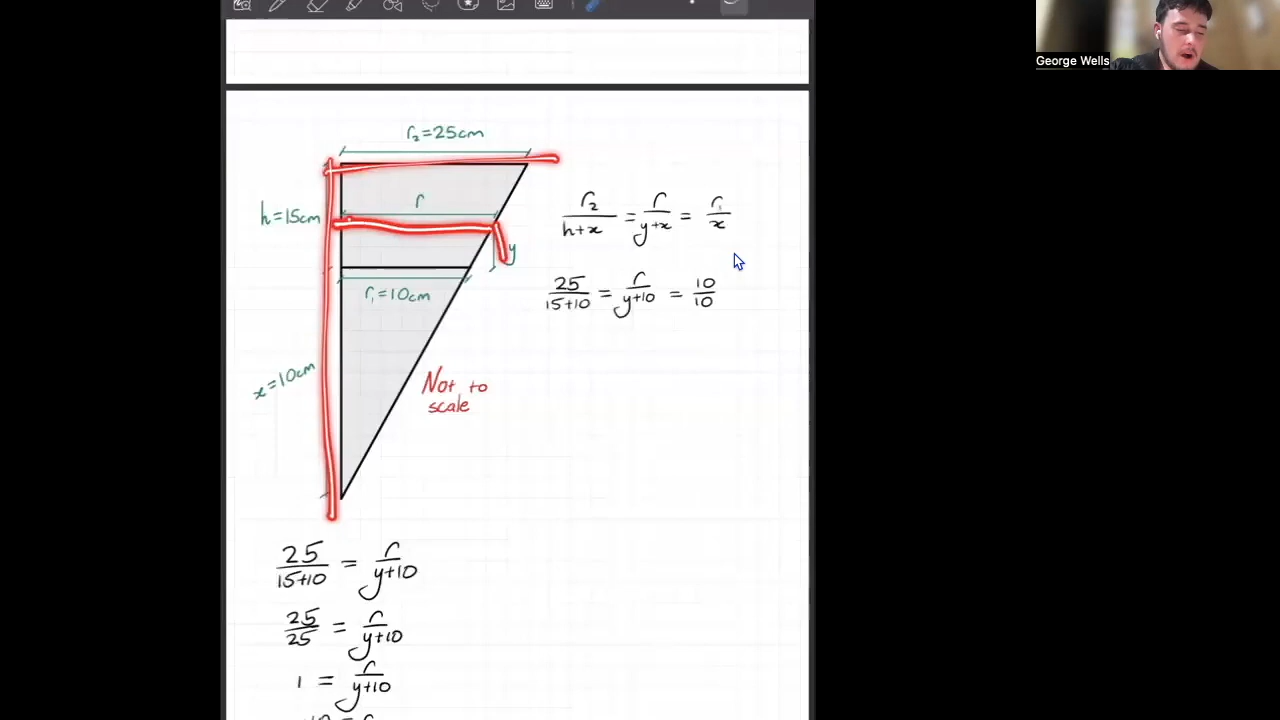 George Wells
r₂=25cm
h=15cm
r
y
r₁=10cm
x=10cm
Not to
scale
r₂/h+x = r/y+x = r₁/x
25/15+10 = r/y+10 = 10/10
25/15+10 = r/y+10
25/25 = r/y+10
1 = r/y+10